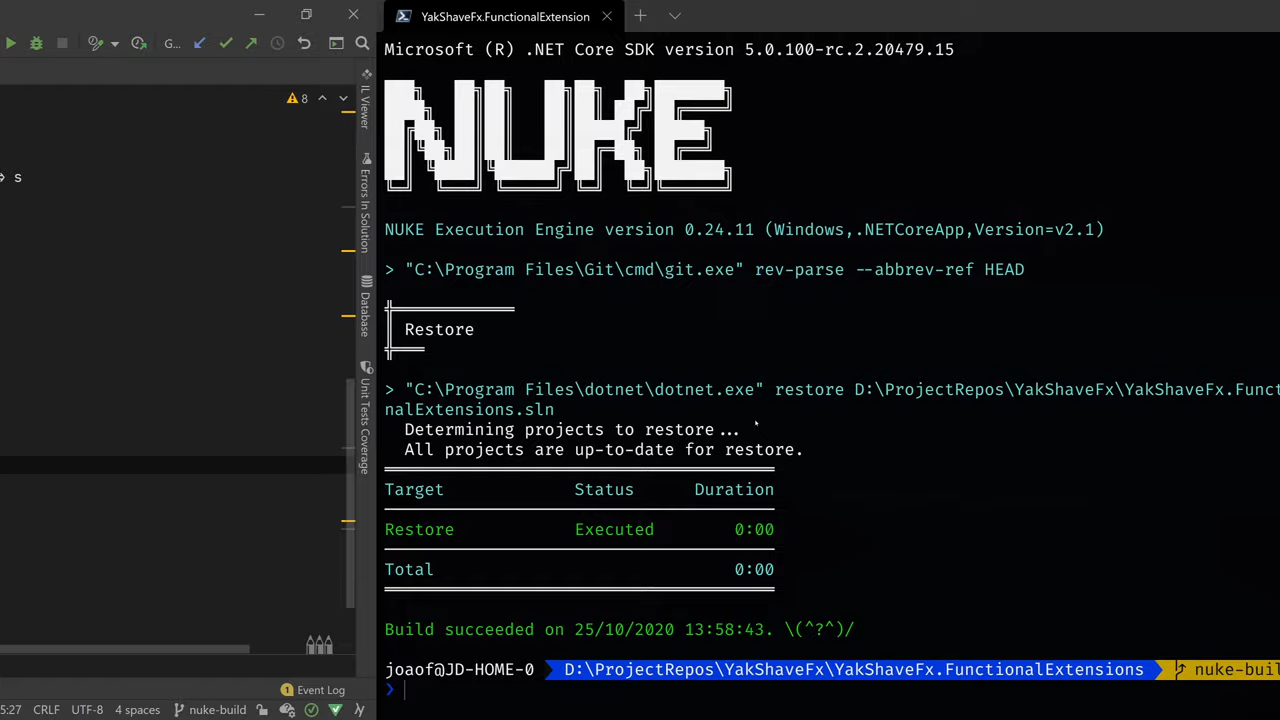 YakShaveFx.FunctionalExtension
G...
Microsoft (R) .NET Core SDK version 5.0.100-rc.2.20479.15
8
IL Viewer
NUKE
s
Errors In Solution
NUKE Execution Engine version 0.24.11 (Windows,.NETCoreApp,Version=v2.1)
> "C:\Program Files\Git\cmd\git.exe" rev-parse --abbrev-ref HEAD
Database
Restore
> "C:\Program Files\dotnet\dotnet.exe" restore D:\ProjectRepos\YakShaveFx\YakShaveFx.Funct
nalExtensions.sln
Unit Tests Coverage
Determining projects to restore...
All projects are up-to-date for restore.
Target Status Duration
Restore Executed 0:00
Total 0:00
Build succeeded on 25/10/2020 13:58:43. \(^?^)/
joaof@JD-HOME-0 D:\ProjectRepos\YakShaveFx\YakShaveFx.FunctionalExtensions nuke-buil
❯
1 Event Log
5:27 CRLF UTF-8 4 spaces nuke-build